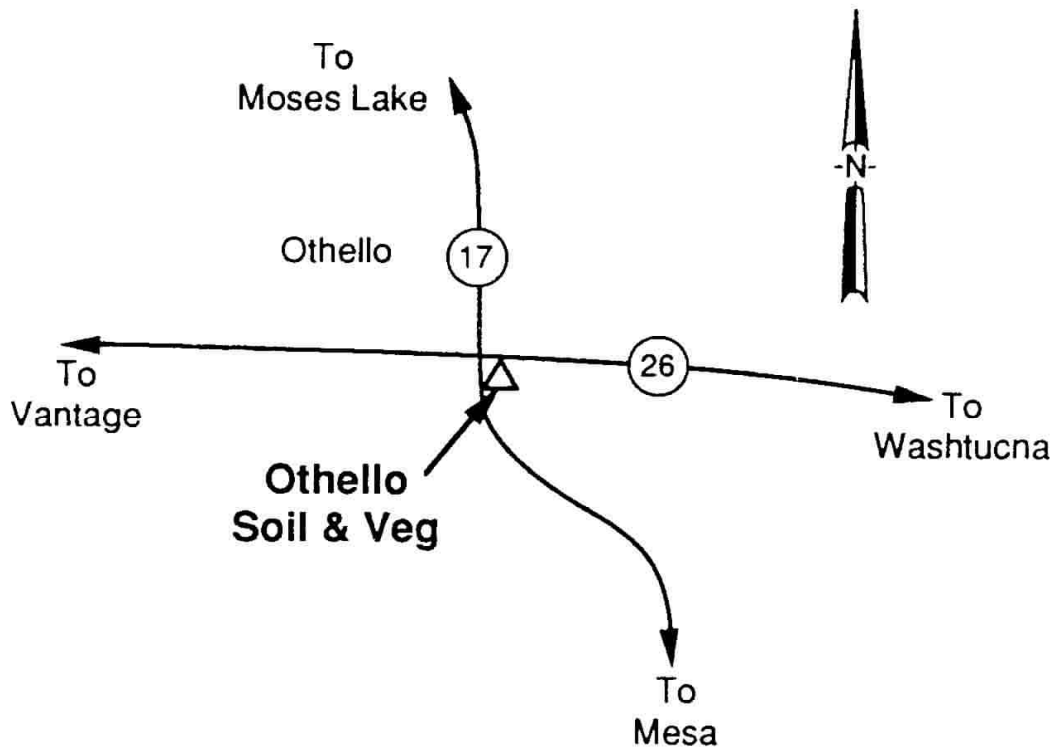 To
Moses Lake
-N-
Othello
17
26
To
Vantage
To
Washtucna
Othello
Soil & Veg
To
Mesa